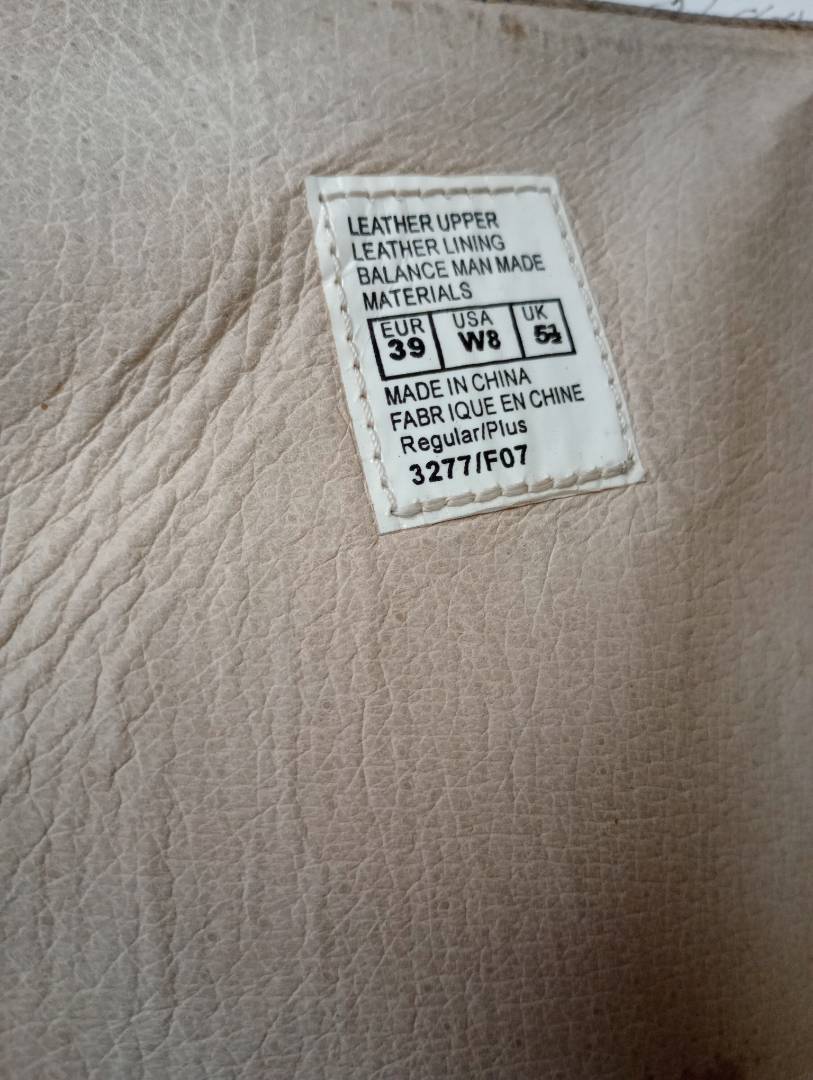 LEATHER UPPER
LEATHER LINING
BALANCE MAN MADE
MATERIALS
EUR USA UK
39 W8 5½
MADE IN CHINA
FABR IQUE EN CHINE
Regular/Plus
3277/F07